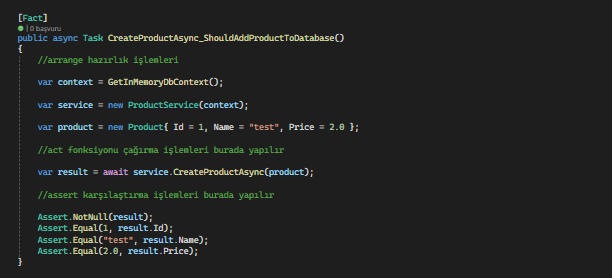 [Fact]
| 0 başvuru
public async Task CreateProductAsync_ShouldAddProductToDatabase()
{
//arrange hazırlık işlemleri
var context = GetInMemoryDbContext();
var service = new ProductService(context);
var product = new Product{ Id = 1, Name = "test", Price = 2.0 };
//act fonksiyonu çağırma işlemleri burada yapılır
var result = await service.CreateProductAsync(product);
//assert karşılaştırma işlemleri burada yapılır
Assert.NotNull(result);
Assert.Equal(1, result.Id);
Assert.Equal("test", result.Name);
Assert.Equal(2.0, result.Price);
}